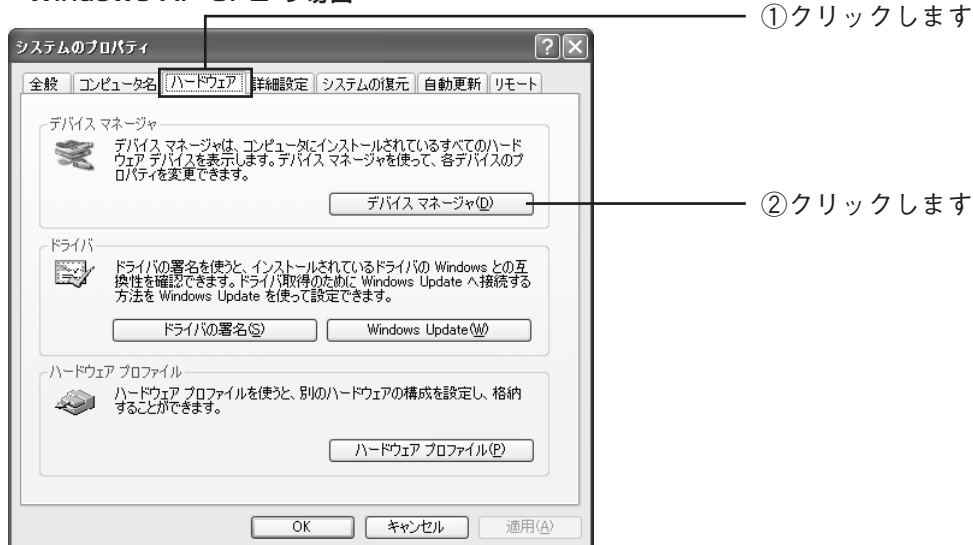 ①クリックします
システムのプロパティ
全般 コンピュータ名 ハードウェア 詳細設定 システムの復元 自動更新 リモート
デバイス マネージャ
デバイス マネージャは、コンピュータにインストールされているすべてのハード
ウェア デバイスを表示します。デバイス マネージャを使って、各デバイスのプ
ロパティを変更できます。
デバイス マネージャ(D)
②クリックします
ドライバ
ドライバの署名を使うと、インストールされているドライバの Windows との互
換性を確認できます。ドライバ取得のために Windows Update へ接続する
方法を Windows Update を使って設定できます。
ドライバの署名(S) Windows Update(W)
ハードウェア プロファイル
ハードウェア プロファイルを使うと、別のハードウェアの構成を設定し、格納
することができます。
ハードウェア プロファイル(P)
OK キャンセル 適用(A)